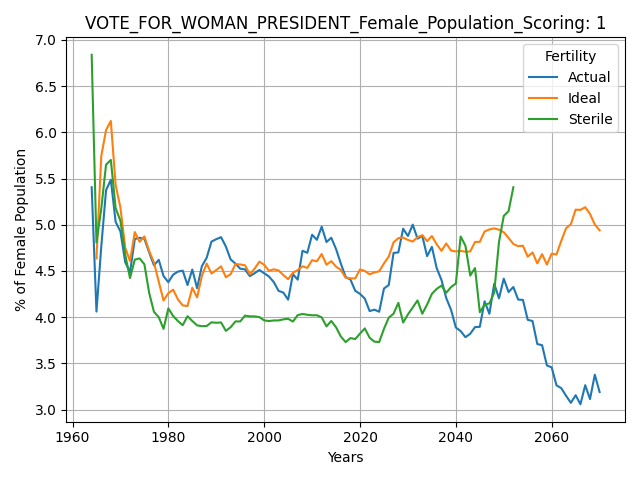 VOTE_FOR_WOMAN_PRESIDENT_Female_Population_Scoring: 1
Fertility
Actual
Ideal
Sterile
% of Female Population
7.0
6.5
6.0
5.5
5.0
4.5
4.0
3.5
3.0
1960 1980 2000 2020 2040 2060
Years